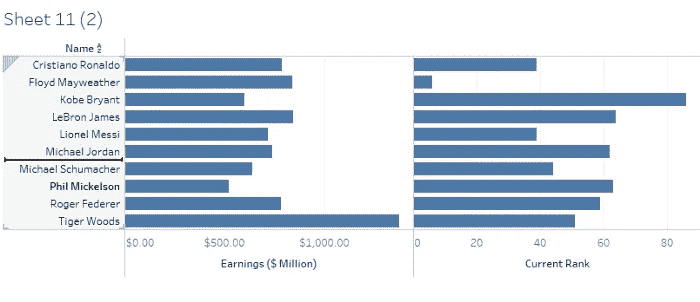 Sheet 11 (2)
Name
Cristiano Ronaldo
Floyd Mayweather
Kobe Bryant
LeBron James
Lionel Messi
Michael Jordan
Michael Schumacher
Phil Mickelson
Roger Federer
Tiger Woods
$0.00 $500.00 $1,000.00 0 20 40 60 80
Earnings ($ Million) Current Rank